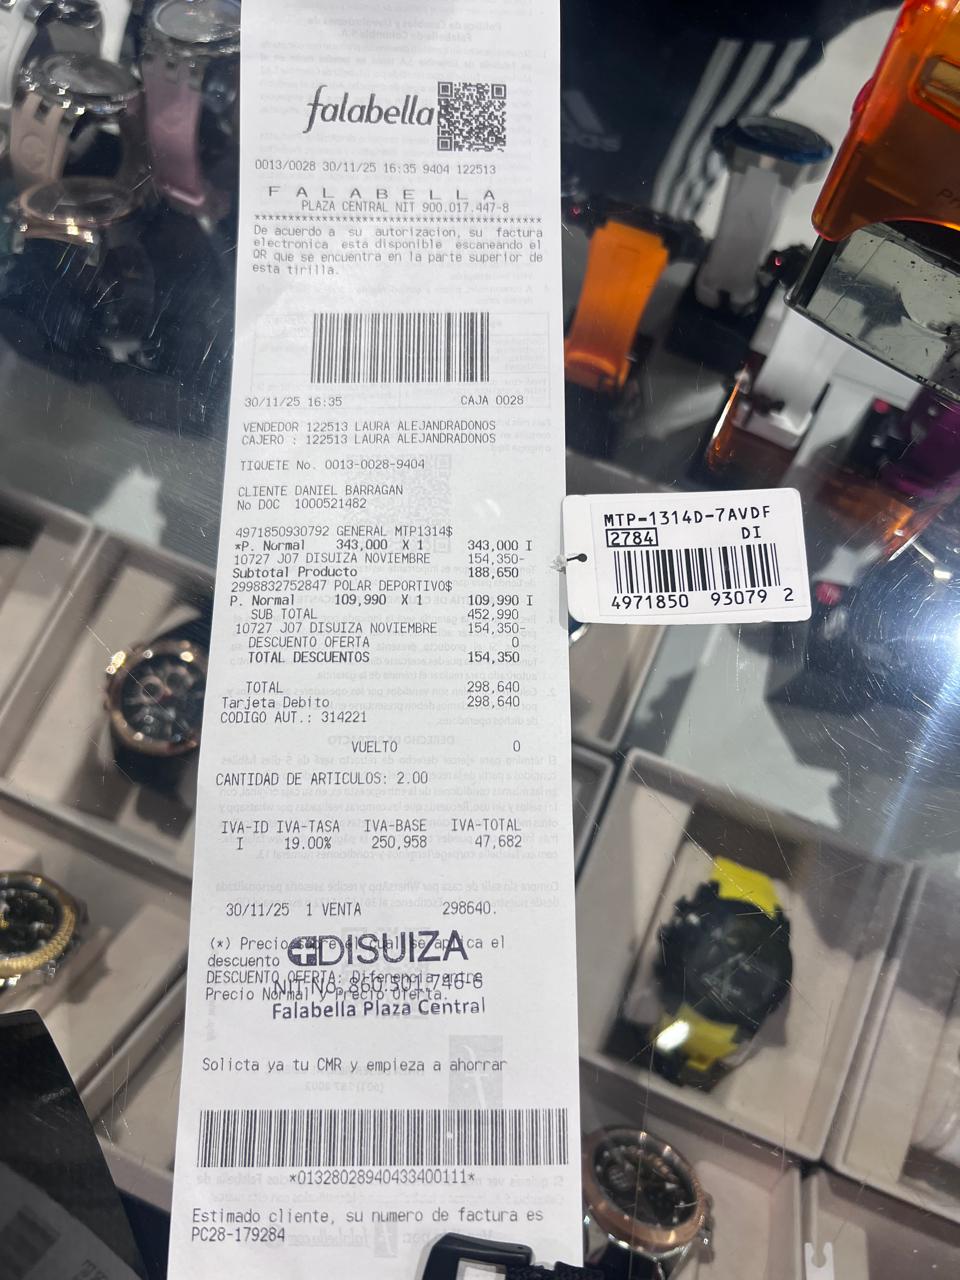 falabella
0013/0028 30/11/25 16:35 9404 122513
F A L A B E L L A
PLAZA CENTRAL NIT 900.017.447-8
******************************************
De acuerdo a su autorizacion, su factura
electronica esta disponible escaneando el
QR que se encuentra en la parte superior de
esta tirilla.
30/11/25 16:35 CAJA 0028
VENDEDOR 122513 LAURA ALEJANDRADONOS
CAJERO : 122513 LAURA ALEJANDRADONOS
TIQUETE No. 0013-0028-9404
CLIENTE DANIEL BARRAGAN
No DOC 1000521482
4971850930792 GENERAL MTP1314$
*P. Normal 343,000 X 1 343,000 I
10727 J07 DISUIZA NOVIEMBRE 154,350-
Subtotal Producto 188,650
2998832752847 POLAR DEPORTIVO$
P. Normal 109,990 X 1 109,990 I
SUB TOTAL 452,990
10727 J07 DISUIZA NOVIEMBRE 154,350-
DESCUENTO OFERTA 0
TOTAL DESCUENTOS 154,350
TOTAL 298,640
Tarjeta Debito 298,640
CODIGO AUT.: 314221
VUELTO 0
CANTIDAD DE ARTICULOS: 2.00
IVA-ID IVA-TASA IVA-BASE IVA-TOTAL
I 19.00% 250,958 47,682
30/11/25 1 VENTA 298640.
(*) Precio sobre el cual se aplica el
descuento
DISUIZA
DESCUENTO OFERTA: Diferencia entre
NIT No. 860.501.746-6
Precio Normal y Precio Oferta.
Falabella Plaza Central
Solicta ya tu CMR y empieza a ahorrar
*01328028940433400111*
Estimado cliente, su numero de factura es
PC28-179284
MTP-1314D-7AVDF
2784 DI
4971850 93079 2